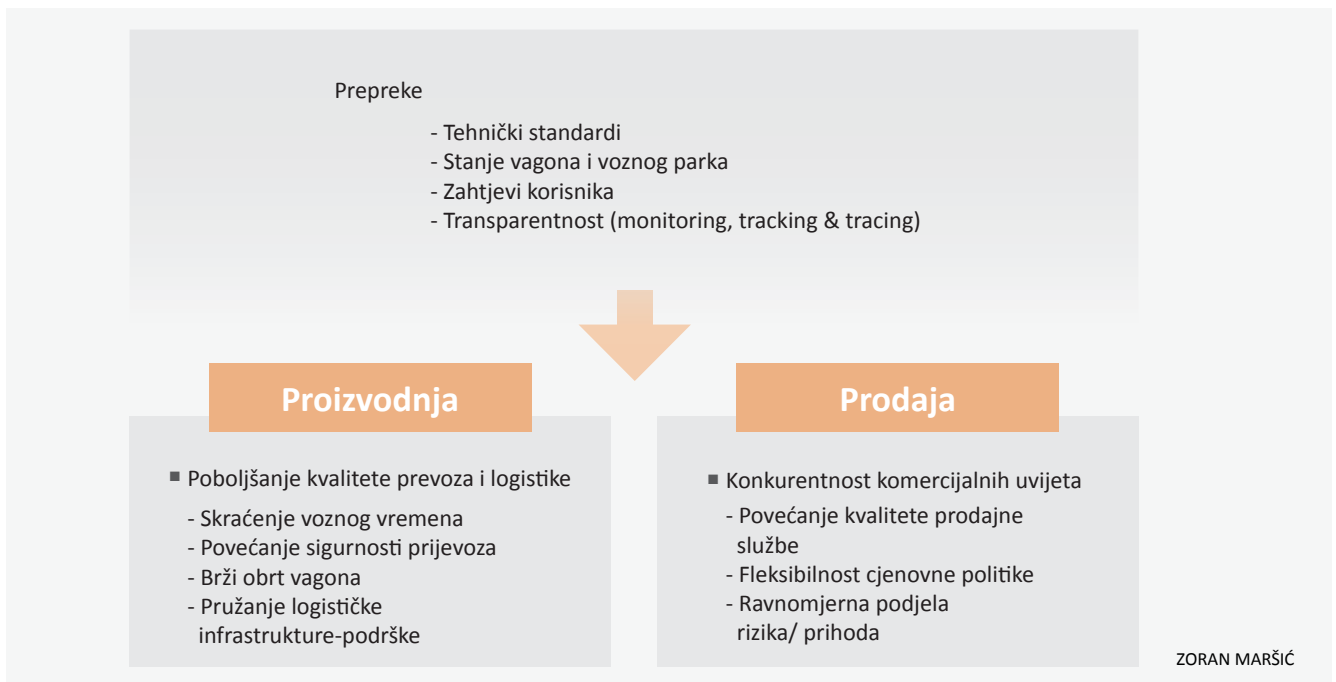 Prepreke
- Tehnički standardi
- Stanje vagona i voznog parka
- Zahtjevi korisnika
- Transparentnost (monitoring, tracking & tracing)
Proizvodnja
▪ Poboljšanje kvalitete prevoza i logistike
- Skraćenje voznog vremena
- Povećanje sigurnosti prijevoza
- Brži obrt vagona
- Pružanje logističke
infrastrukture-podrške
Prodaja
▪ Konkurentnost komercijalnih uvijeta
- Povećanje kvalitete prodajne
službe
- Fleksibilnost cjenovne politike
- Ravnomjerna podjela
rizika/ prihoda
ZORAN MARŠIĆ